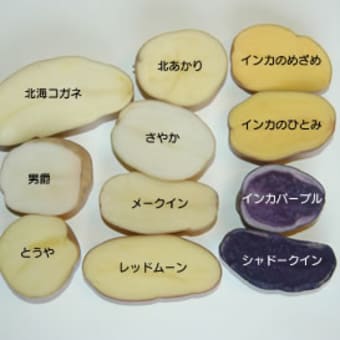 北海コガネ
男爵
とうや
北あかり
さやか
メークイン
レッドムーン
インカのめざめ
インカのひとみ
インカパープル
シャドークイン